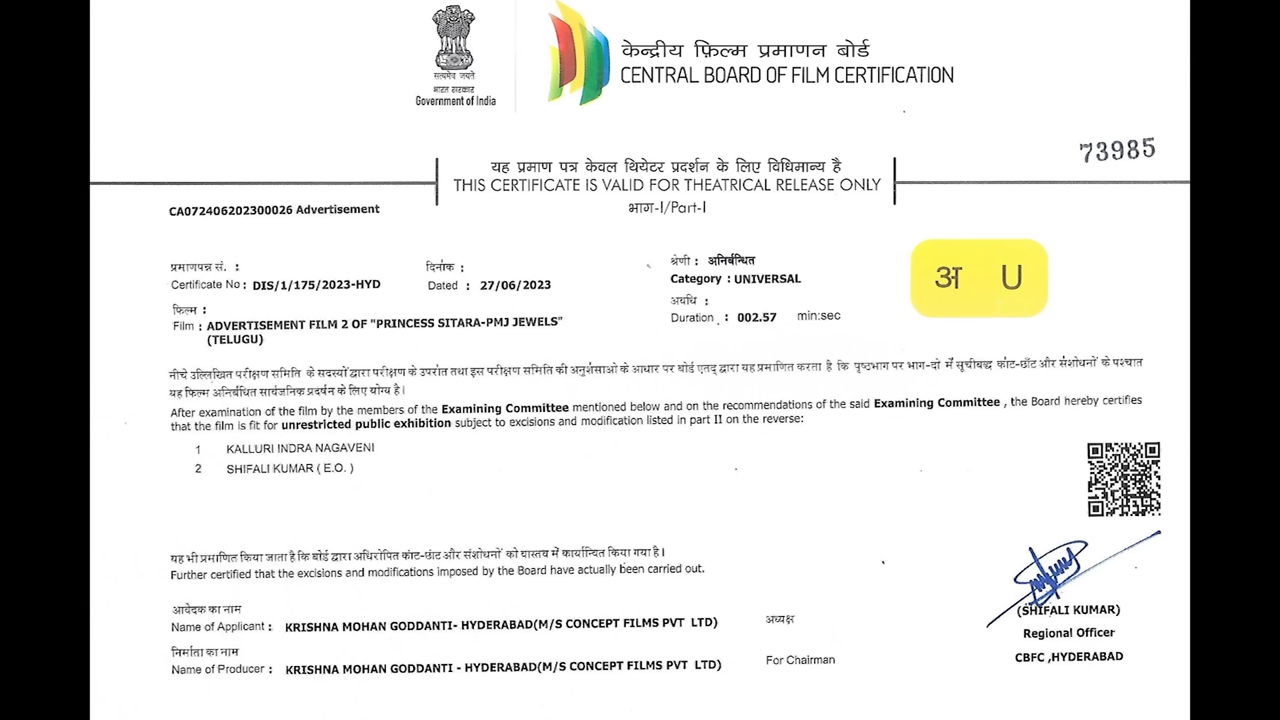 सत्यमेव जयते
भारत सरकार
Government of India
केन्द्रीय फ़िल्म प्रमाणन बोर्ड
CENTRAL BOARD OF FILM CERTIFICATION
73985
यह प्रमाण पत्र केवल थियेटर प्रदर्शन के लिए विधिमान्य है
THIS CERTIFICATE IS VALID FOR THEATRICAL RELEASE ONLY
भाग-I/Part-I
CA072406202300026 Advertisement
प्रमाणपत्र सं. : दिनांक : श्रेणी : अनिर्बन्धित
Certificate No : DIS/1/175/2023-HYD Dated : 27/06/2023 Category : UNIVERSAL
अ U
फिल्म : अवधि :
Film : ADVERTISEMENT FILM 2 OF "PRINCESS SITARA-PMJ JEWELS" Duration : 002.57 min:sec
(TELUGU)
नीचे उल्लिखित परीक्षण समिति के सदस्यों द्वारा परीक्षण के उपरांत तथा इस परीक्षण समिति की अनुशंसाओ के आधार पर बोर्ड एतद् द्वारा यह प्रमाणित करता है कि पृष्ठभाग पर भाग-दो में सूचीबद्ध कांट-छाँट और संशोधनों के पश्चात
यह फिल्म अनिर्बंधित सार्वजनिक प्रदर्वन के लिए योग्य है।
After examination of the film by the members of the Examining Committee mentioned below and on the recommendations of the said Examining Committee , the Board hereby certifies
that the film is fit for unrestricted public exhibition subject to excisions and modification listed in part II on the reverse:
1 KALLURI INDRA NAGAVENI
2 SHIFALI KUMAR ( E.O. )
यह भी प्रमाणित किया जाता है कि बोर्ड द्वारा अधिरोपित कांट-छांट और संशोधनों को वास्तव में कार्यान्वित किया गया है।
Further certified that the excisions and modifications imposed by the Board have actually been carried out.
आवेदक का नाम
Name of Applicant : KRISHNA MOHAN GODDANTI- HYDERABAD(M/S CONCEPT FILMS PVT LTD)
अध्यक्ष
(SHIFALI KUMAR)
Regional Officer
निर्माता का नाम
Name of Producer : KRISHNA MOHAN GODDANTI - HYDERABAD(M/S CONCEPT FILMS PVT LTD)
For Chairman
CBFC ,HYDERABAD